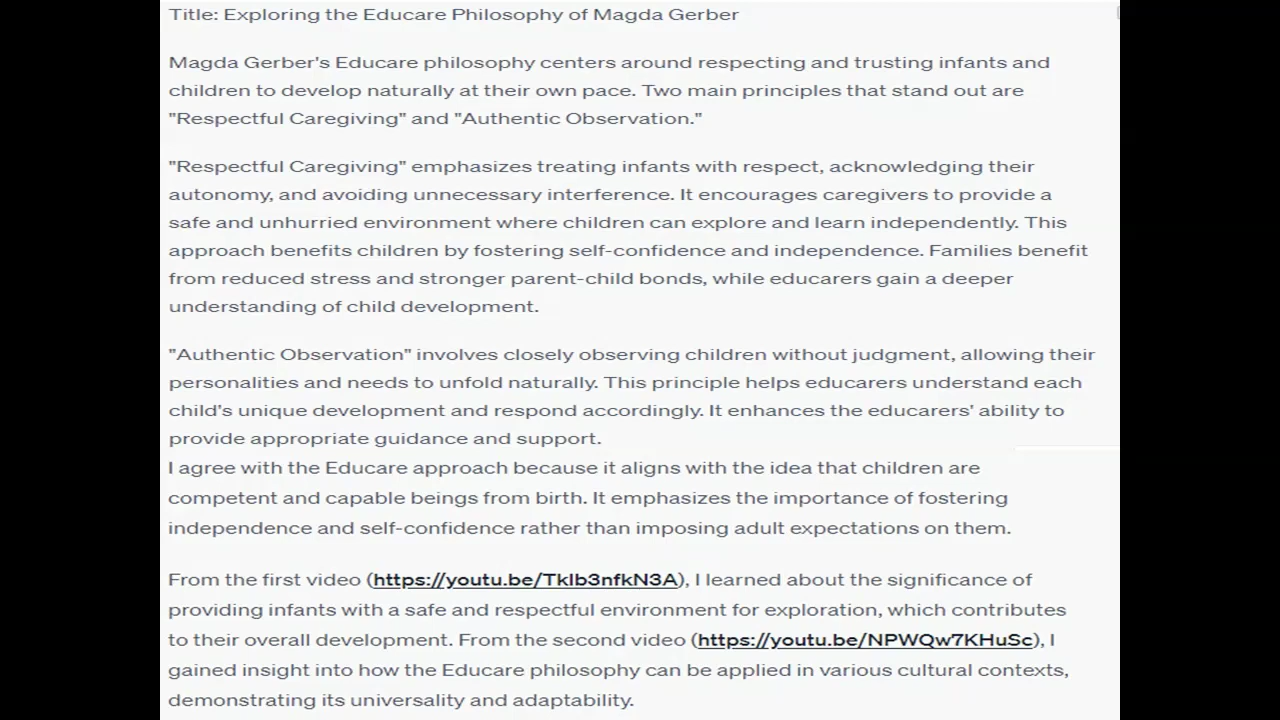 Title: Exploring the Educare Philosophy of Magda Gerber
Magda Gerber's Educare philosophy centers around respecting and trusting infants and
children to develop naturally at their own pace. Two main principles that stand out are
"Respectful Caregiving" and "Authentic Observation."
"Respectful Caregiving" emphasizes treating infants with respect, acknowledging their
autonomy, and avoiding unnecessary interference. It encourages caregivers to provide a
safe and unhurried environment where children can explore and learn independently. This
approach benefits children by fostering self-confidence and independence. Families benefit
from reduced stress and stronger parent-child bonds, while educarers gain a deeper
understanding of child development.
"Authentic Observation" involves closely observing children without judgment, allowing their
personalities and needs to unfold naturally. This principle helps educarers understand each
child's unique development and respond accordingly. It enhances the educarers' ability to
provide appropriate guidance and support.
I agree with the Educare approach because it aligns with the idea that children are
competent and capable beings from birth. It emphasizes the importance of fostering
independence and self-confidence rather than imposing adult expectations on them.
From the first video (https://youtu.be/TkIb3nfkN3A), I learned about the significance of
providing infants with a safe and respectful environment for exploration, which contributes
to their overall development. From the second video (https://youtu.be/NPWQw7KHuSc), I
gained insight into how the Educare philosophy can be applied in various cultural contexts,
demonstrating its universality and adaptability.